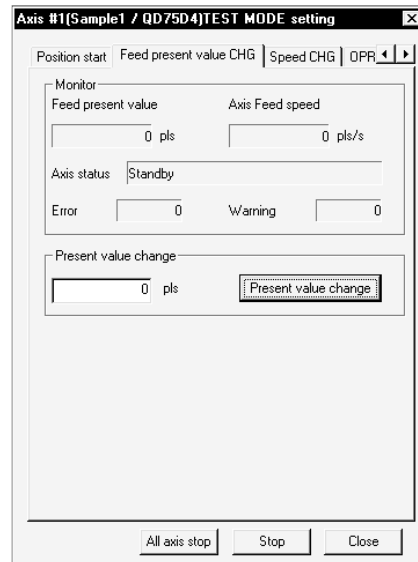 Axis #1(Sample1 / QD75D4)TEST MODE setting
Position start Feed present value CHG Speed CHG OPR
Monitor
Feed present value Axis Feed speed
0 pls 0 pls/s
Axis status Standby
Error 0 Warning 0
Present value change
0 pls Present value change
All axis stop Stop Close